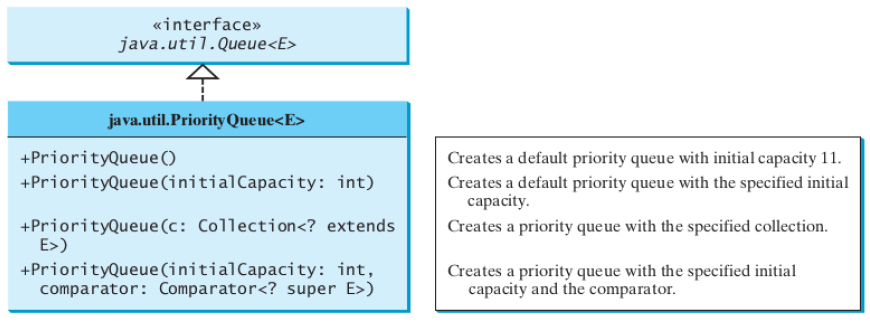 «interface»
java.util.Queue<E>
java.util.PriorityQueue<E>
+PriorityQueue()
+PriorityQueue(initialCapacity: int)
+PriorityQueue(c: Collection<? extends
E>)
+PriorityQueue(initialCapacity: int,
comparator: Comparator<? super E>)
Creates a default priority queue with initial capacity 11.
Creates a default priority queue with the specified initial
capacity.
Creates a priority queue with the specified collection.
Creates a priority queue with the specified initial
capacity and the comparator.